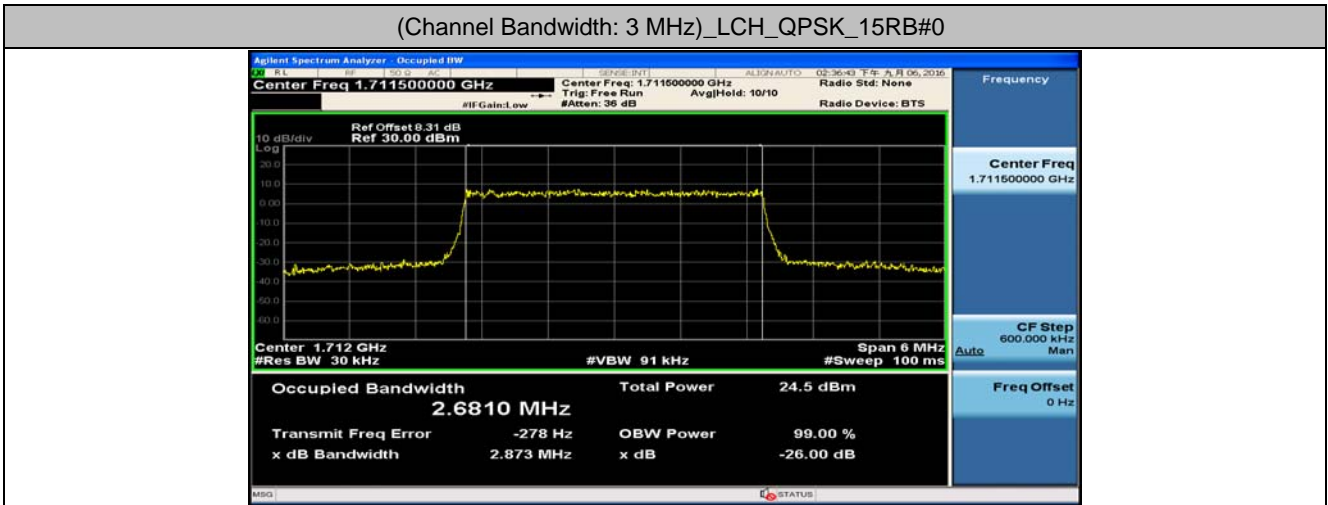 (Channel Bandwidth: 3 MHz)_LCH_QPSK_15RB#0
Agilent Spectrum Analyzer - Occupied BW
RL RF 50 Ω AC SENSE:INT ALIGN AUTO 02:36:43 下午 九月 06, 2016
Center Freq 1.711500000 GHz
Center Freq: 1.711500000 GHz
Radio Std: None
Trig: Free Run
Avg|Hold: 10/10
#IFGain:Low
#Atten: 36 dB
Radio Device: BTS
Ref Offset 8.31 dB
10 dB/div
Ref 30.00 dBm
Log
20.0
10.0
0.00
-10.0
-20.0
-30.0
-40.0
-50.0
-60.0
Center 1.712 GHz
Span 6 MHz
#Res BW 30 kHz
#VBW 91 kHz
#Sweep 100 ms
Occupied Bandwidth
Total Power 24.5 dBm
2.6810 MHz
Transmit Freq Error -278 Hz
OBW Power 99.00 %
x dB Bandwidth 2.873 MHz
x dB -26.00 dB
MSG
STATUS
Frequency
Center Freq
1.711500000 GHz
CF Step
600.000 kHz
Auto Man
Freq Offset
0 Hz